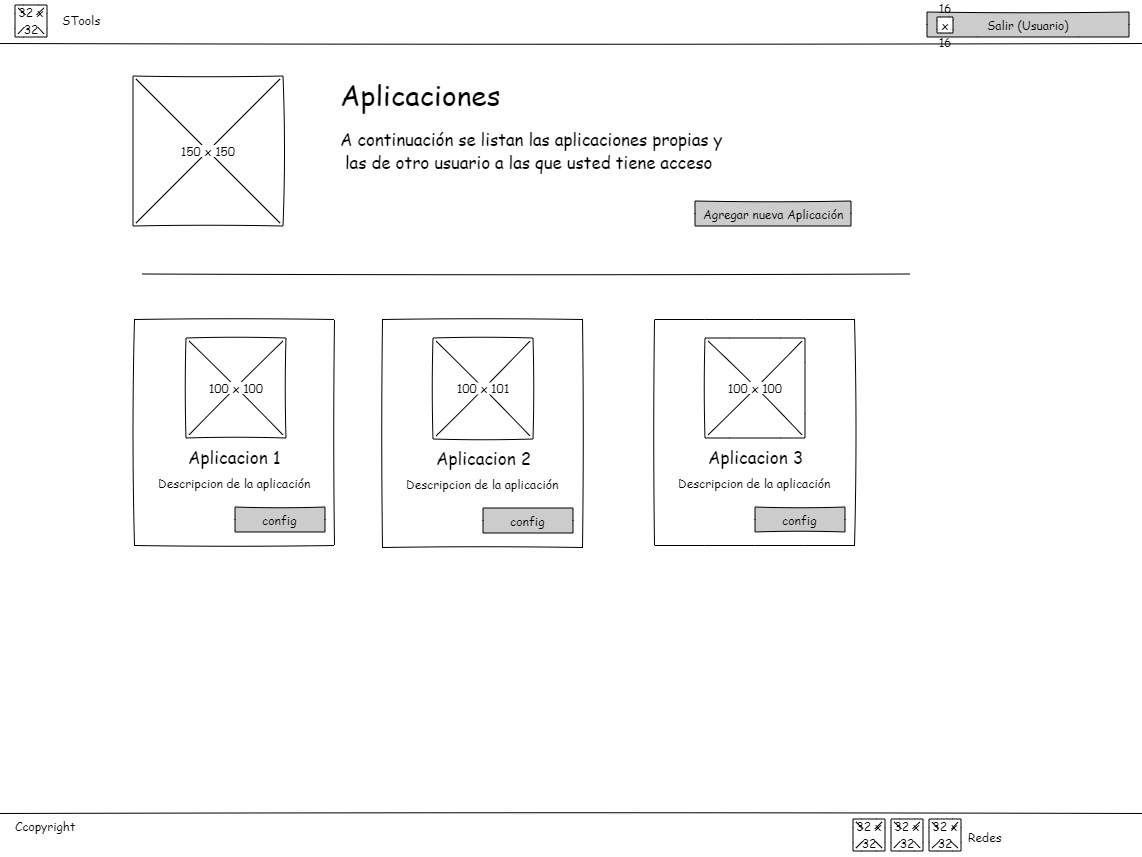 32 x
32
STools
16
x
16
Salir (Usuario)
150 x 150
Aplicaciones
A continuación se listan las aplicaciones propias y
las de otro usuario a las que usted tiene acceso
Agregar nueva Aplicación
100 x 100
Aplicacion 1
Descripcion de la aplicación
config
100 x 101
Aplicacion 2
Descripcion de la aplicación
config
100 x 100
Aplicacion 3
Descripcion de la aplicación
config
Ccopyright
32 x
32
32 x
32
32 x
32
Redes